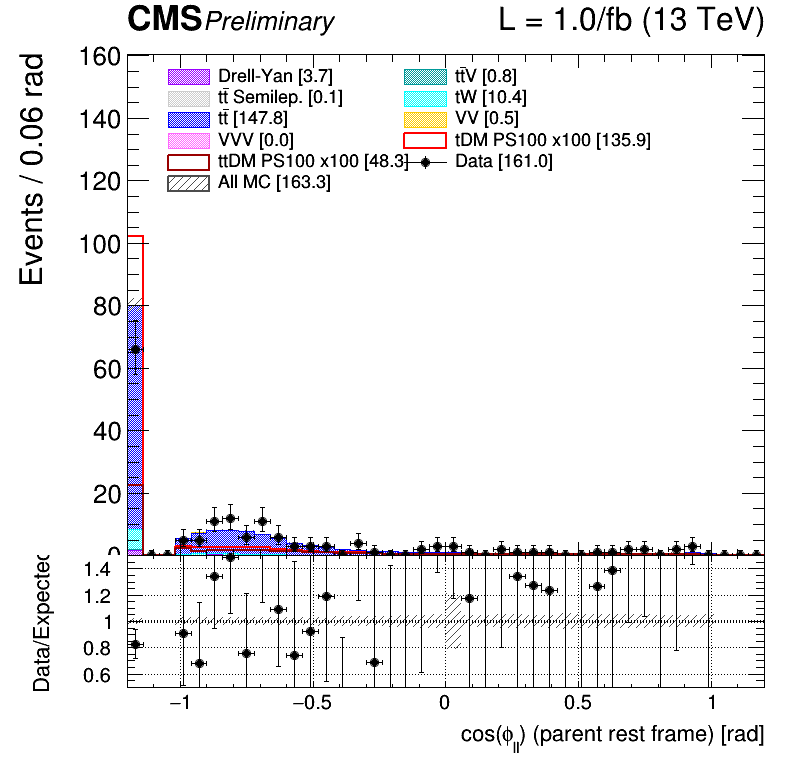 CMS Preliminary L = 1.0/fb (13 TeV)
Events / 0.06 rad
160
140
120
100
80
60
40
20
0
Drell-Yan [3.7]
tt̄ Semilep. [0.1]
tt̄ [147.8]
VVV [0.0]
ttDM PS100 x100 [48.3]
All MC [163.3]
tt̄V [0.8]
tW [10.4]
VV [0.5]
tDM PS100 x100 [135.9]
Data [161.0]
Data/Expected
1.4
1.2
1
0.8
0.6
−1 −0.5 0 0.5 1
cos(ϕll) (parent rest frame) [rad]